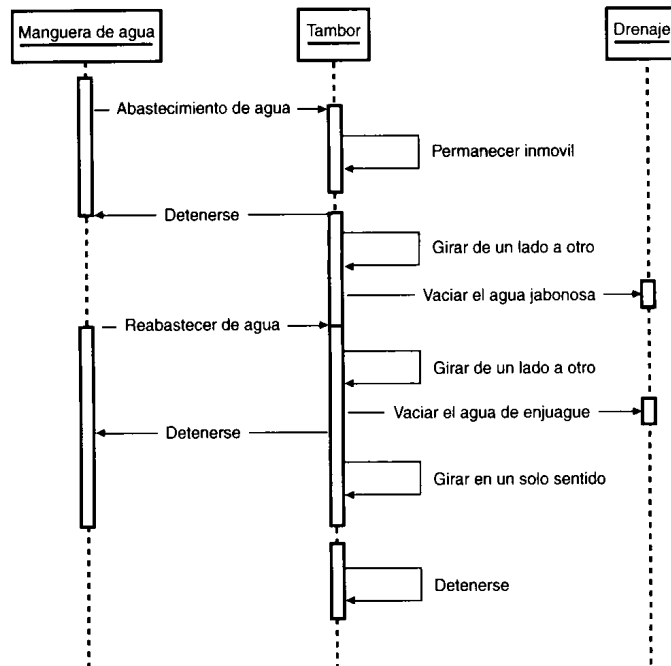 Manguera de agua
Tambor
Drenaje
Abastecimiento de agua
Permanecer inmovil
Detenerse
Girar de un lado a otro
Vaciar el agua jabonosa
Reabastecer de agua
Girar de un lado a otro
Vaciar el agua de enjuague
Detenerse
Girar en un solo sentido
Detenerse